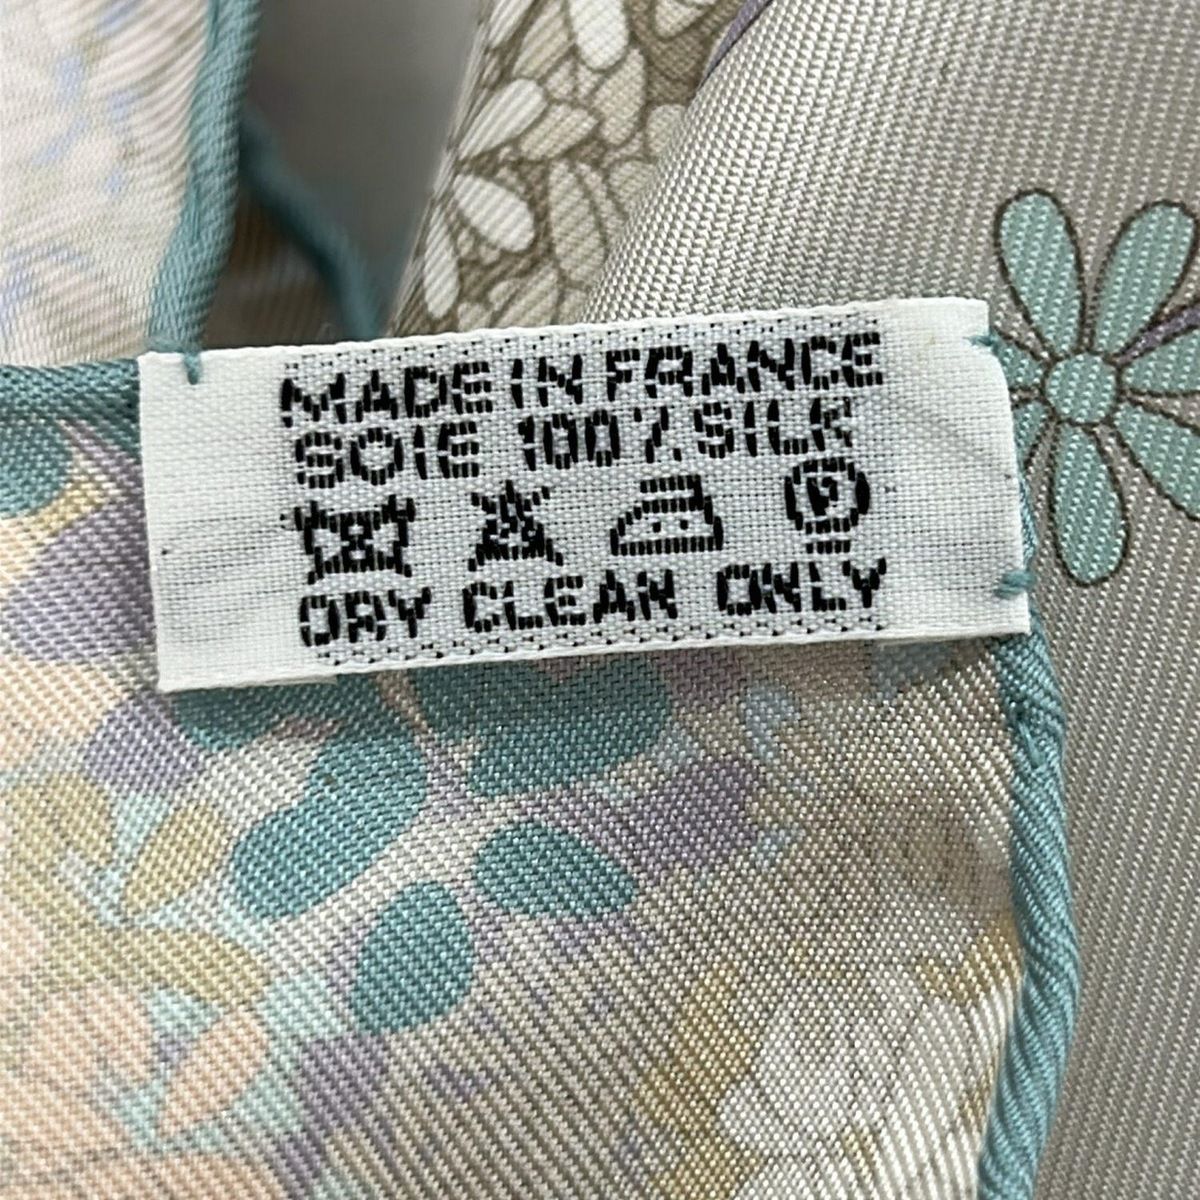 MADE IN FRANCE
SOIE 100% SILK
P
DRY CLEAN ONLY